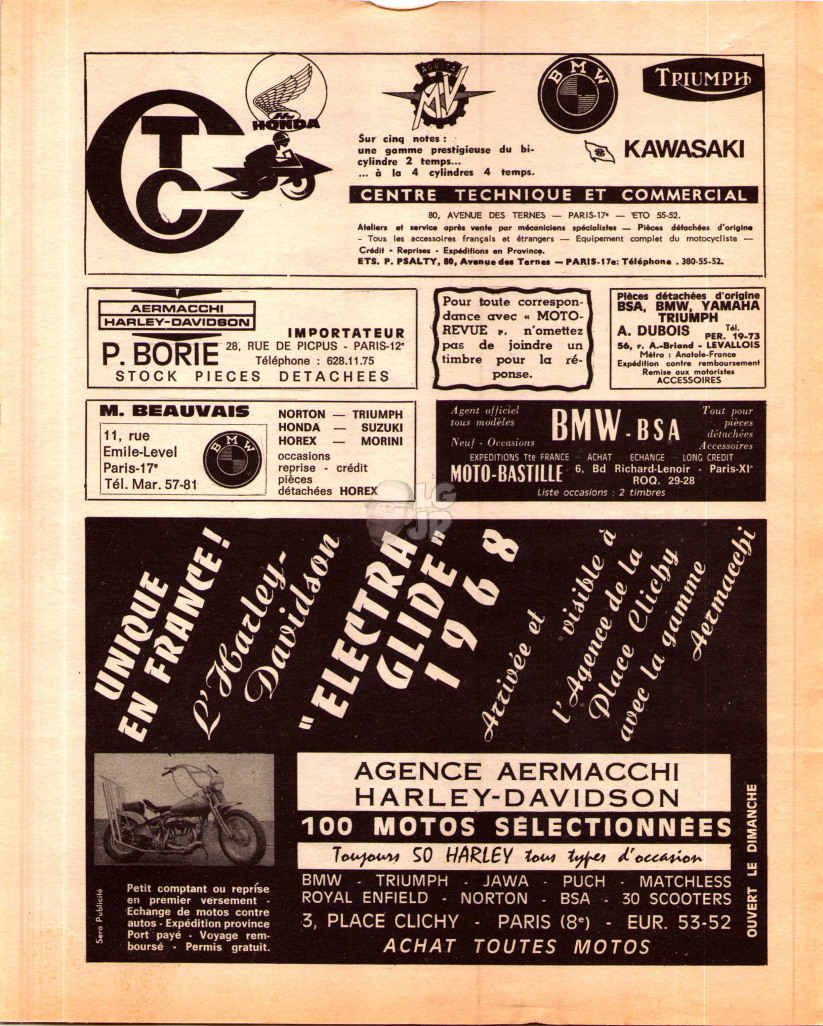 CTC
HONDA
AGUSTA
MV
BMW
TRIUMPH
KAWASAKI
Sur cinq notes :
une gamme prestigieuse du bi-
cylindre 2 temps...
... à la 4 cylindres 4 temps.
CENTRE TECHNIQUE ET COMMERCIAL
80, AVENUE DES TERNES — PARIS-17e — ETO 55-52.
Ateliers et service après vente par mécaniciens spécialistes — Pièces détachées d'origine
- Tous les accessoires français et étrangers — Equipement complet du motocycliste —
Crédit - Reprises - Expéditions en Province.
ETS. P. PSALTY, 80, Avenue des Ternes — PARIS-17e: Téléphone . 380-55-52.
AERMACCHI
HARLEY-DAVIDSON
IMPORTATEUR
P. BORIE 28, RUE DE PICPUS - PARIS-12e
Téléphone : 628.11.75
STOCK PIECES DETACHEES
Pour toute correspon-
dance avec « MOTO-
REVUE », n'omettez
pas de joindre un
timbre pour la ré-
ponse.
Pièces détachées d'origine
BSA, BMW, YAMAHA
TRIUMPH
A. DUBOIS Tél.
PER. 19-73
56, r. A.-Briand - LEVALLOIS
Métro : Anatole-France
Expédition contre remboursement
Remise aux motoristes
ACCESSOIRES
M. BEAUVAIS
11, rue
Emile-Level
Paris-17e
Tél. Mar. 57-81
BMW
NORTON — TRIUMPH
HONDA — SUZUKI
HOREX — MORINI
occasions
reprise - crédit
pièces
détachées HOREX
Agent officiel
tous modèles
Neuf - Occasions
BMW - BSA
Tout pour
pièces
détachées
Accessoires
EXPEDITIONS Tte FRANCE — ACHAT ECHANGE — LONG CREDIT
MOTO-BASTILLE 6, Bd Richard-Lenoir - Paris-XIe
ROQ. 29-28
Liste occasions : 2 timbres
LG
JP
UNIQUE
EN FRANCE !
L'Harley-
Davidson
"ELECTRA
GLIDE"
1968
Arrivée et
visible à
l'Agence de la
Place Clichy
avec la gamme
Aermacchi
AGENCE AERMACCHI
HARLEY-DAVIDSON
100 MOTOS SÉLECTIONNÉES
Toujours 50 HARLEY tous types d'occasion
BMW - TRIUMPH - JAWA - PUCH - MATCHLESS
ROYAL ENFIELD - NORTON - BSA - 30 SCOOTERS
3, PLACE CLICHY - PARIS (8e) - EUR. 53-52
ACHAT TOUTES MOTOS
OUVERT LE DIMANCHE
Sero Publicité
Petit comptant ou reprise
en premier versement -
Echange de motos contre
autos - Expédition province
Port payé - Voyage rem-
boursé - Permis gratuit.